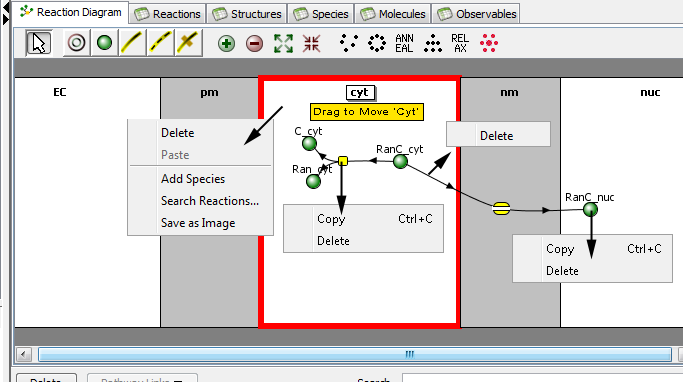 Reaction Diagram Reactions Structures Species Molecules Observables
ANN EAL
REL AX
EC pm cyt nm nuc
Drag to Move 'Cyt'
C_cyt
RanC_cyt
Ran_cyt
RanC_nuc
Delete
Paste
Add Species
Search Reactions...
Save as Image
Copy Ctrl+C
Delete
Delete
Copy Ctrl+C
Delete
Delete Pathway Links Search